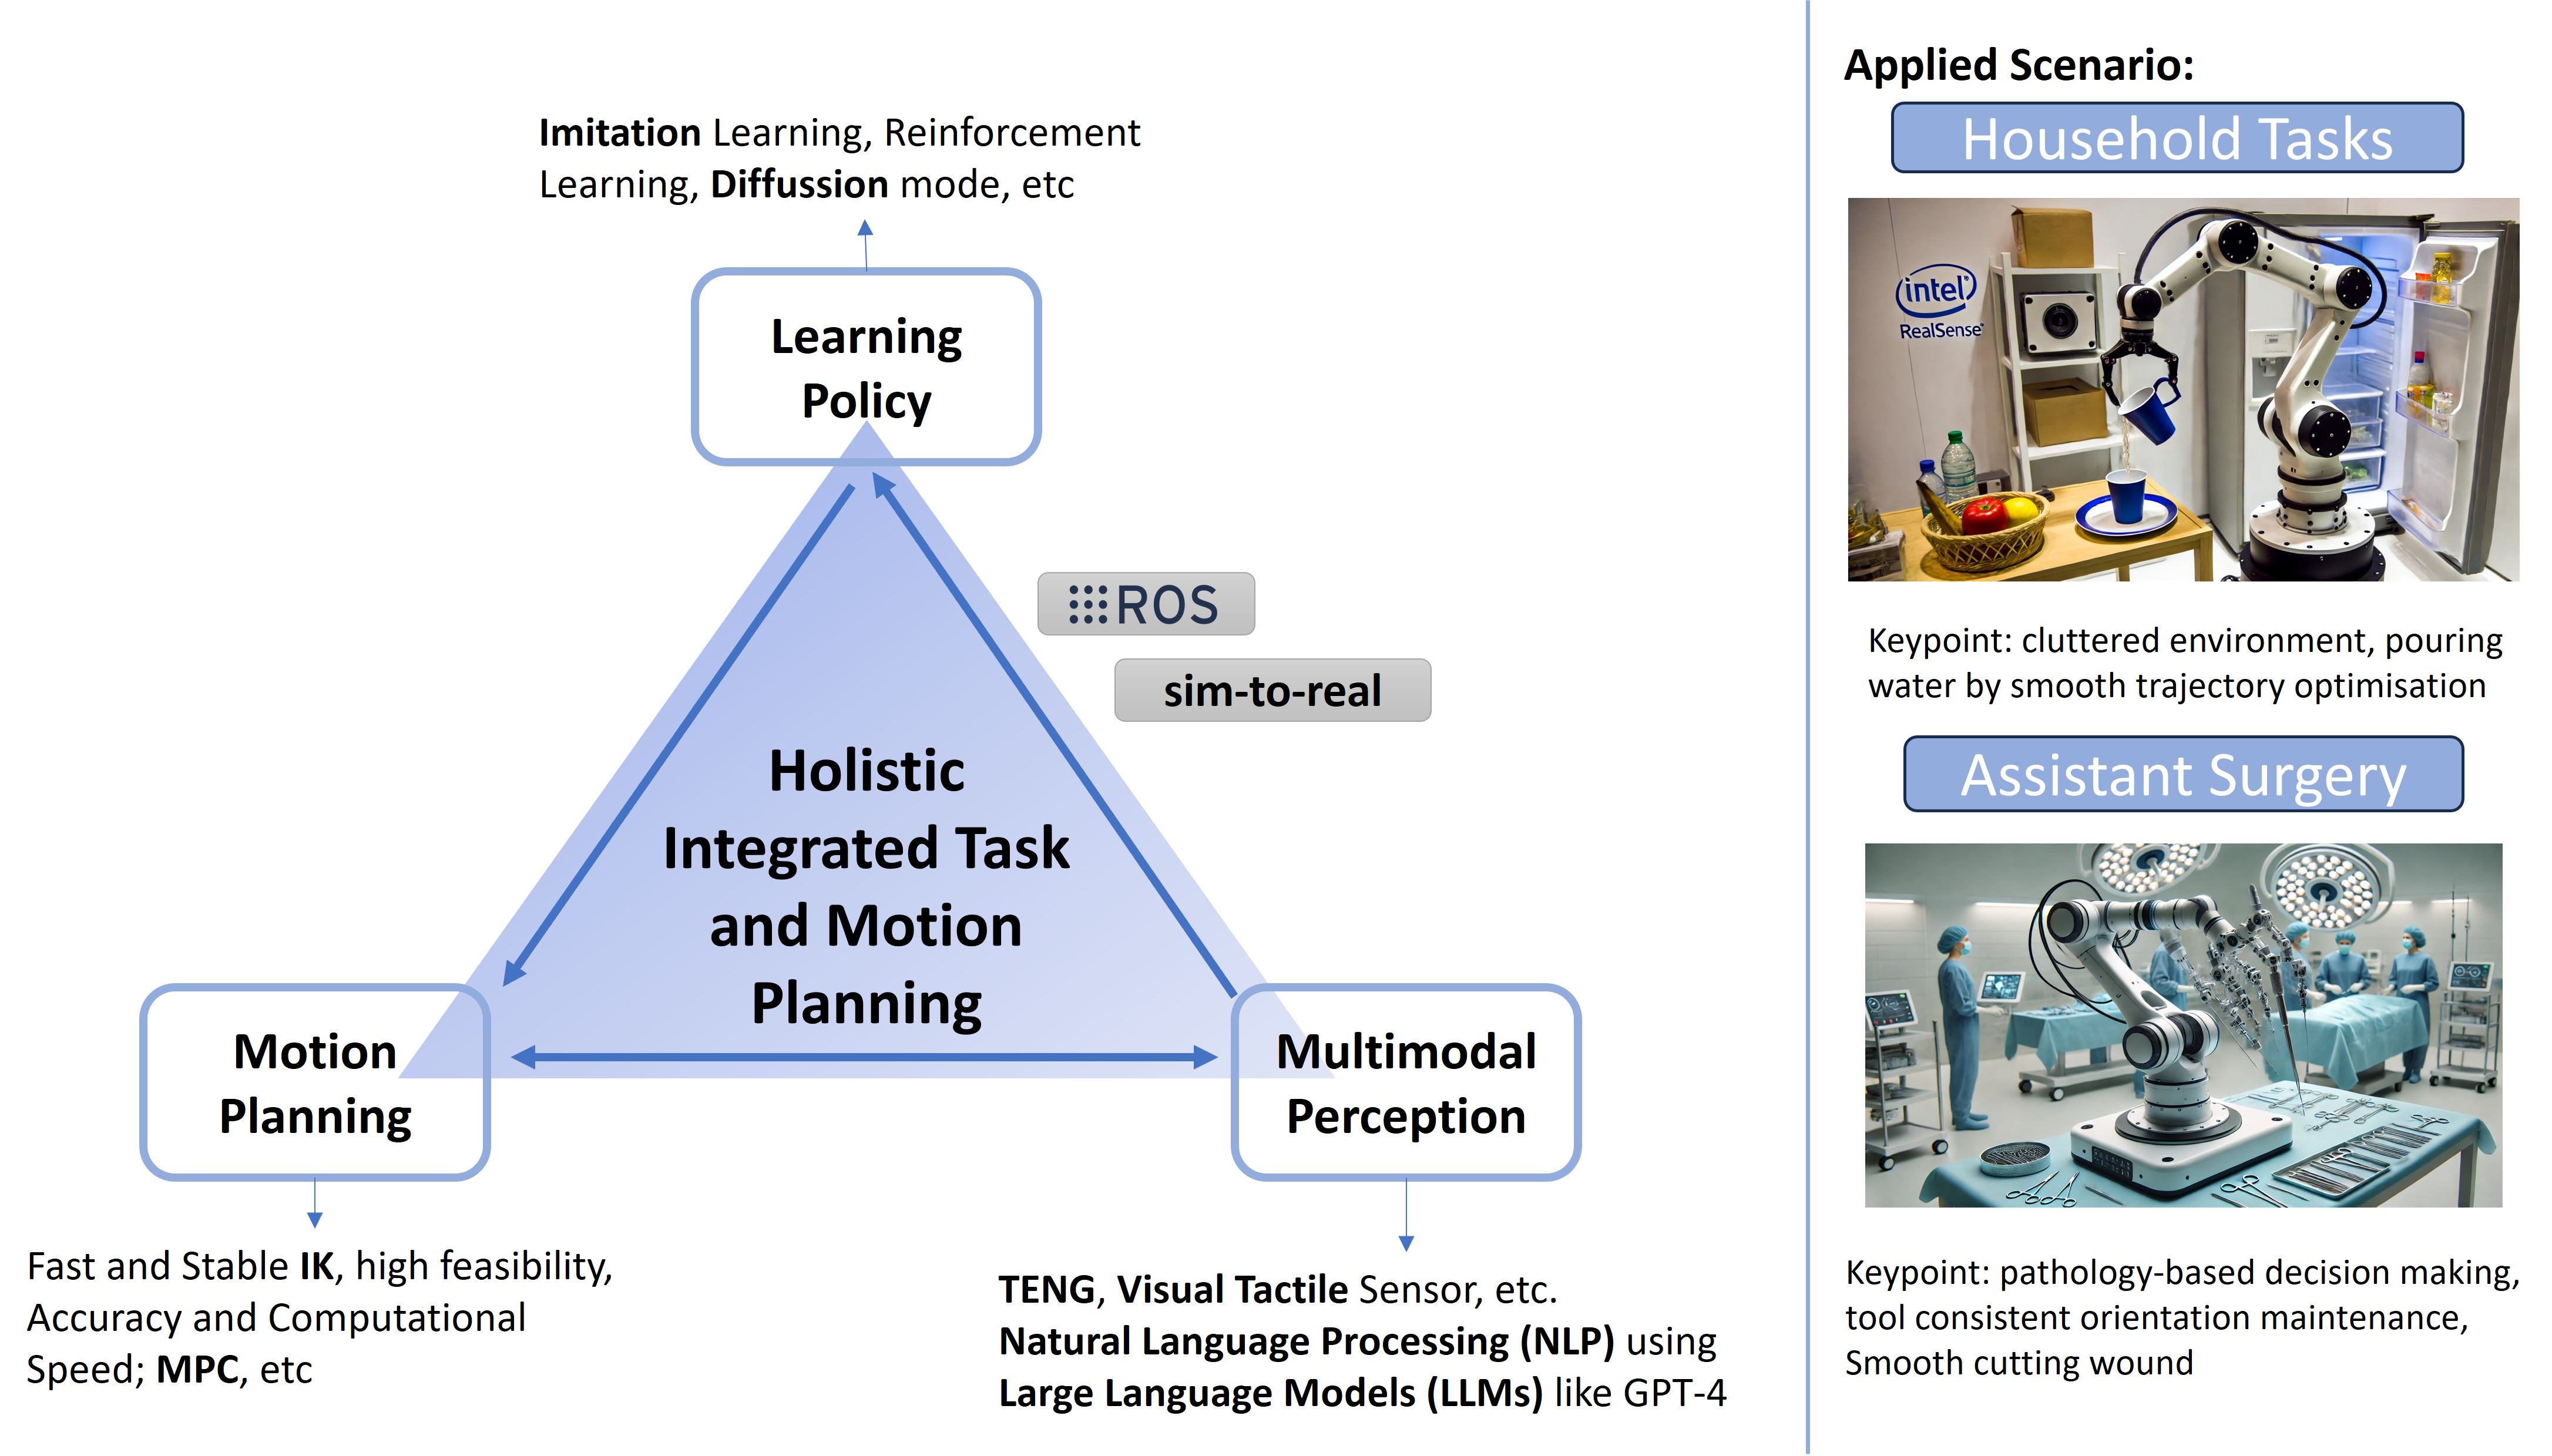 Imitation Learning, Reinforcement
Learning, Diffussion mode, etc
Learning
Policy
ROS
sim-to-real
Holistic
Integrated Task
and Motion
Planning
Motion
Planning
Multimodal
Perception
Fast and Stable IK, high feasibility,
Accuracy and Computational
Speed; MPC, etc
TENG, Visual Tactile Sensor, etc.
Natural Language Processing (NLP) using
Large Language Models (LLMs) like GPT-4
Applied Scenario:
Household Tasks
intel
RealSense
Keypoint: cluttered environment, pouring
water by smooth trajectory optimisation
Assistant Surgery
Keypoint: pathology-based decision making,
tool consistent orientation maintenance,
Smooth cutting wound